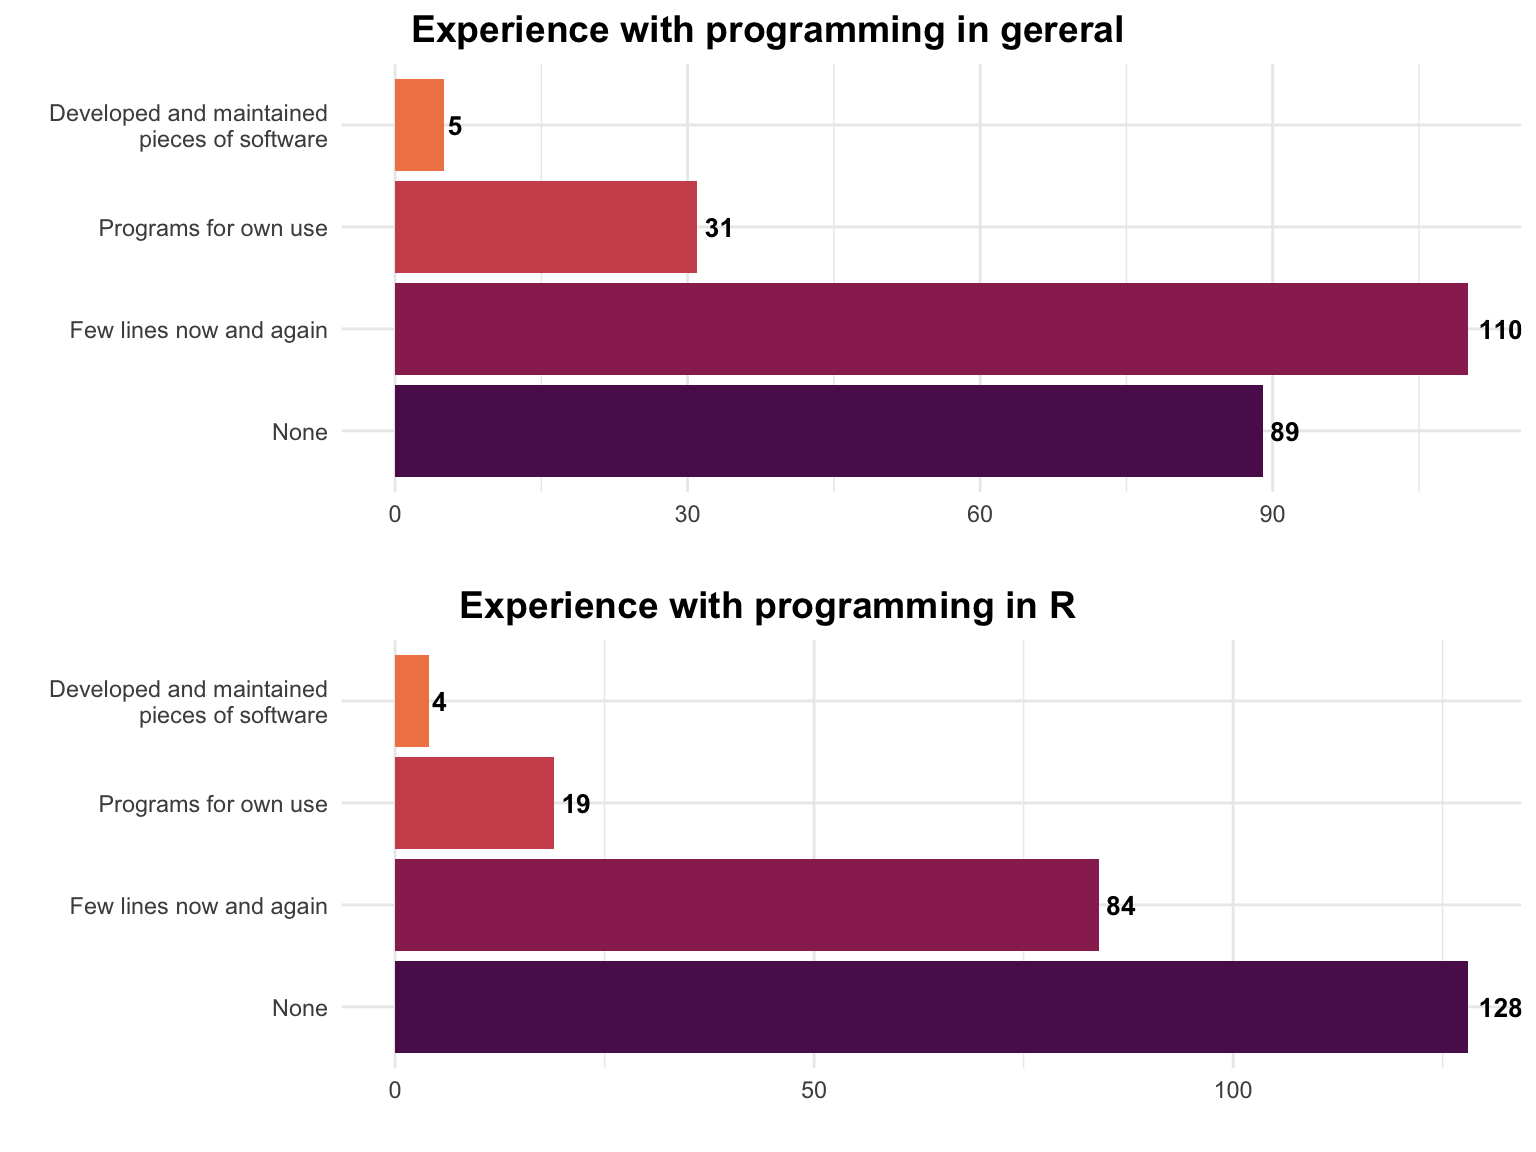 Experience with programming in gereral
Developed and maintained
pieces of software
5
Programs for own use
31
Few lines now and again
110
None
89
0 30 60 90
Experience with programming in R
Developed and maintained
pieces of software
4
Programs for own use
19
Few lines now and again
84
None
128
0 50 100